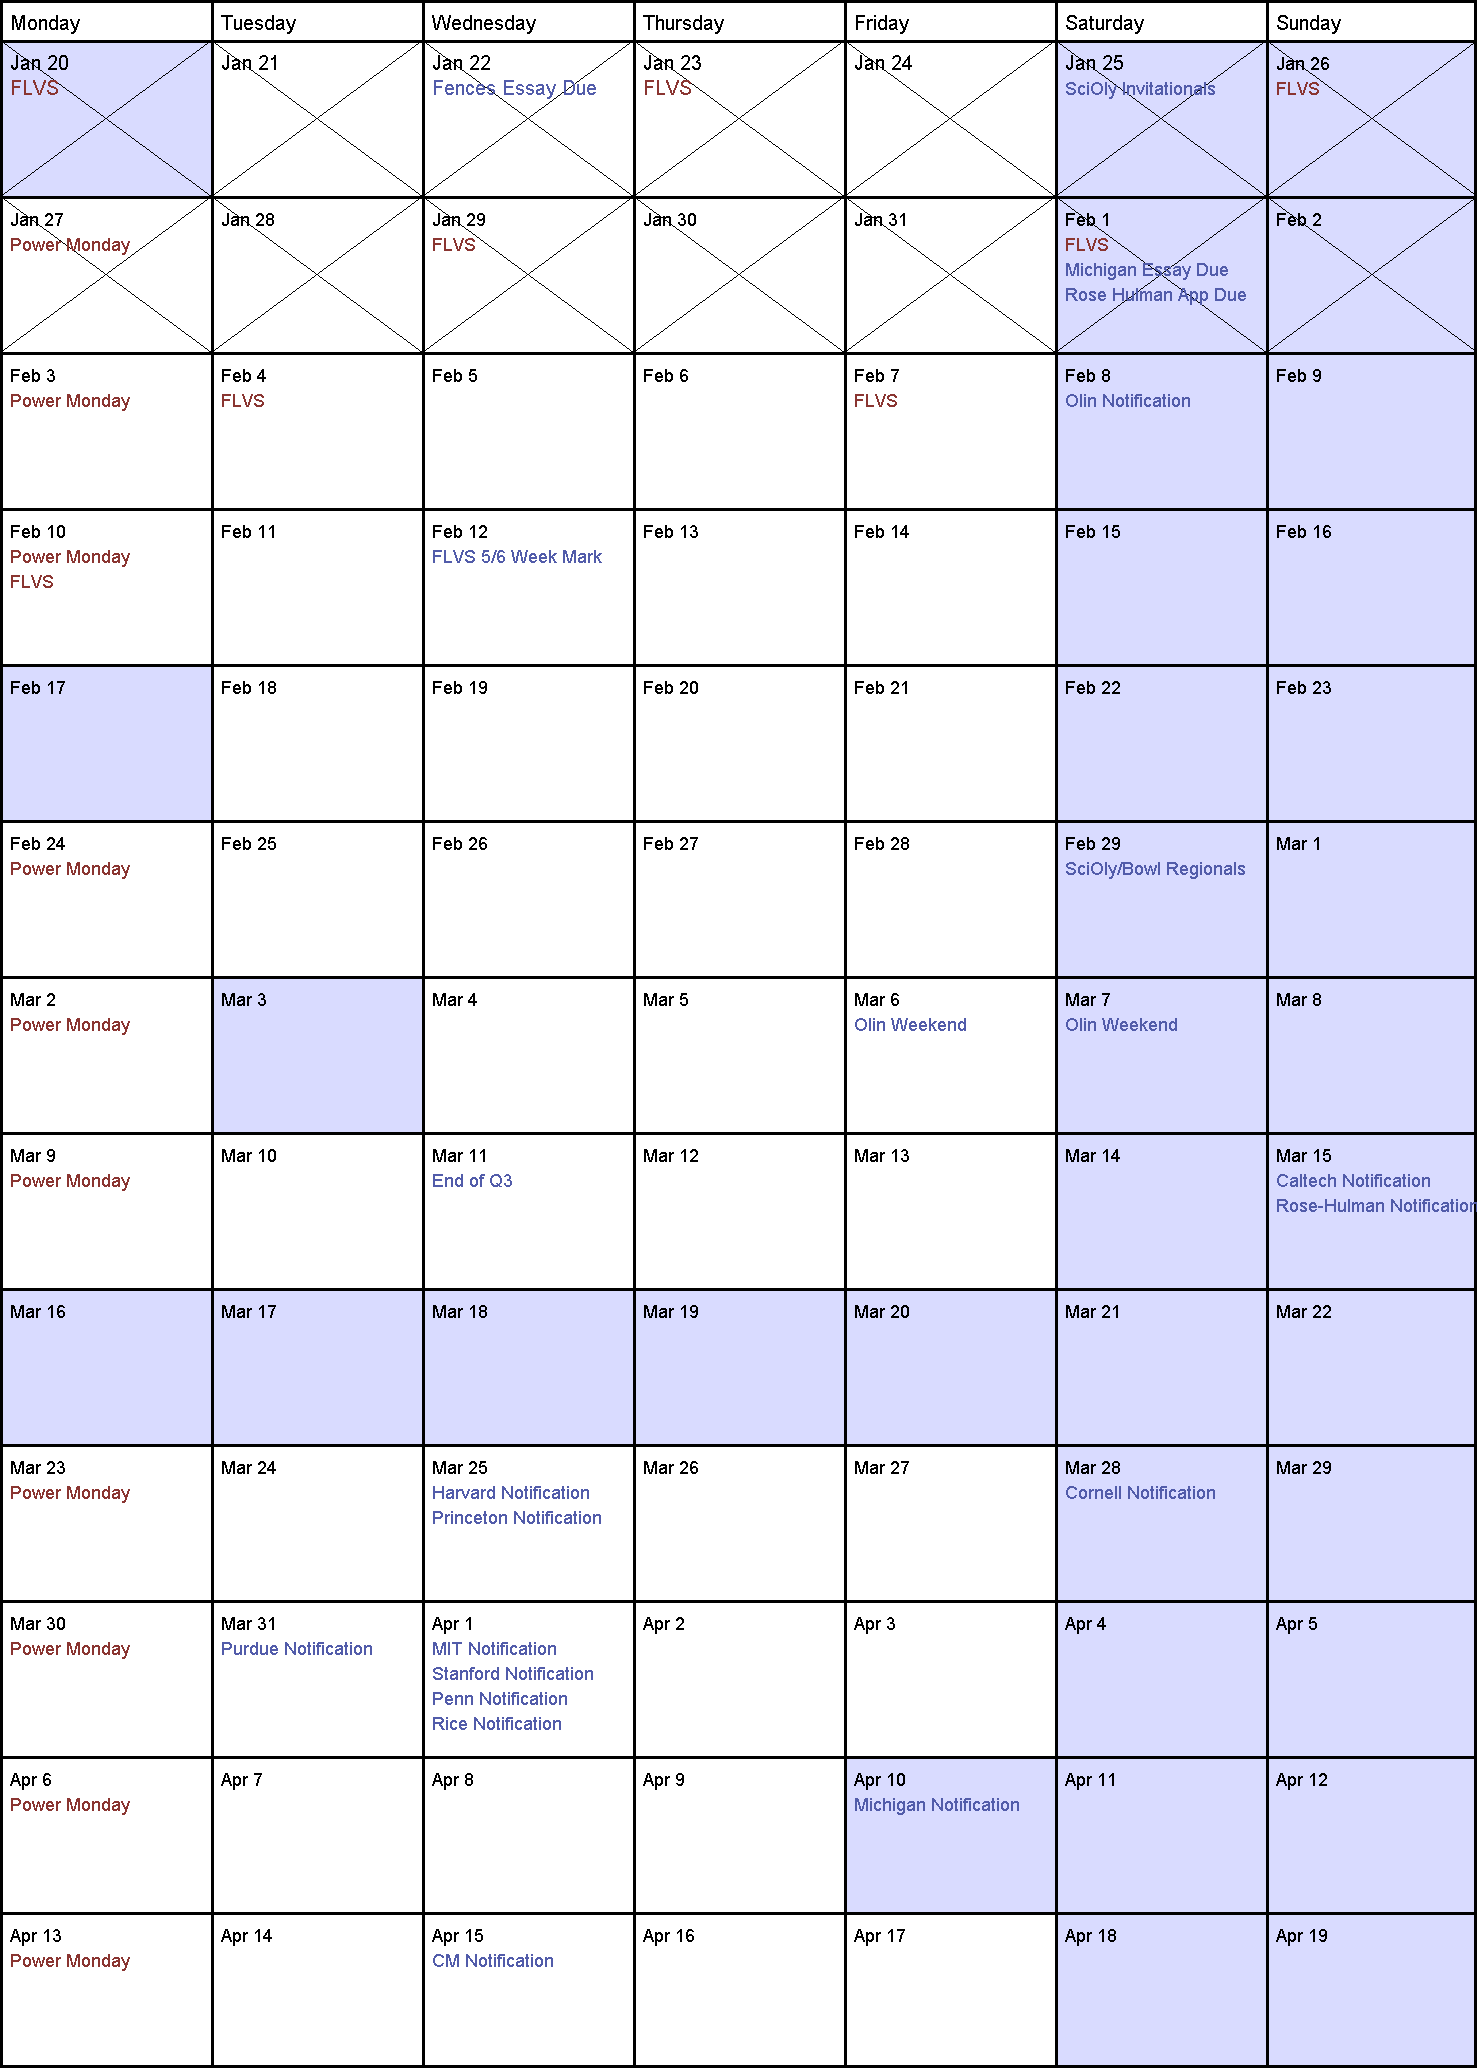 Monday Tuesday Wednesday Thursday Friday Saturday Sunday
Jan 20
FLVS
Jan 21
Jan 22
Fences Essay Due
Jan 23
FLVS
Jan 24
Jan 25
SciOly Invitationals
Jan 26
FLVS
Jan 27
Power Monday
Jan 28
Jan 29
FLVS
Jan 30
Jan 31
Feb 1
FLVS
Michigan Essay Due
Rose Hulman App Due
Feb 2
Feb 3
Power Monday
Feb 4
FLVS
Feb 5
Feb 6
Feb 7
FLVS
Feb 8
Olin Notification
Feb 9
Feb 10
Power Monday
FLVS
Feb 11
Feb 12
FLVS 5/6 Week Mark
Feb 13
Feb 14
Feb 15
Feb 16
Feb 17
Feb 18
Feb 19
Feb 20
Feb 21
Feb 22
Feb 23
Feb 24
Power Monday
Feb 25
Feb 26
Feb 27
Feb 28
Feb 29
SciOly/Bowl Regionals
Mar 1
Mar 2
Power Monday
Mar 3
Mar 4
Mar 5
Mar 6
Olin Weekend
Mar 7
Olin Weekend
Mar 8
Mar 9
Power Monday
Mar 10
Mar 11
End of Q3
Mar 12
Mar 13
Mar 14
Mar 15
Caltech Notification
Rose-Hulman Notification
Mar 16
Mar 17
Mar 18
Mar 19
Mar 20
Mar 21
Mar 22
Mar 23
Power Monday
Mar 24
Mar 25
Harvard Notification
Princeton Notification
Mar 26
Mar 27
Mar 28
Cornell Notification
Mar 29
Mar 30
Power Monday
Mar 31
Purdue Notification
Apr 1
MIT Notification
Stanford Notification
Penn Notification
Rice Notification
Apr 2
Apr 3
Apr 4
Apr 5
Apr 6
Power Monday
Apr 7
Apr 8
Apr 9
Apr 10
Michigan Notification
Apr 11
Apr 12
Apr 13
Power Monday
Apr 14
Apr 15
CM Notification
Apr 16
Apr 17
Apr 18
Apr 19